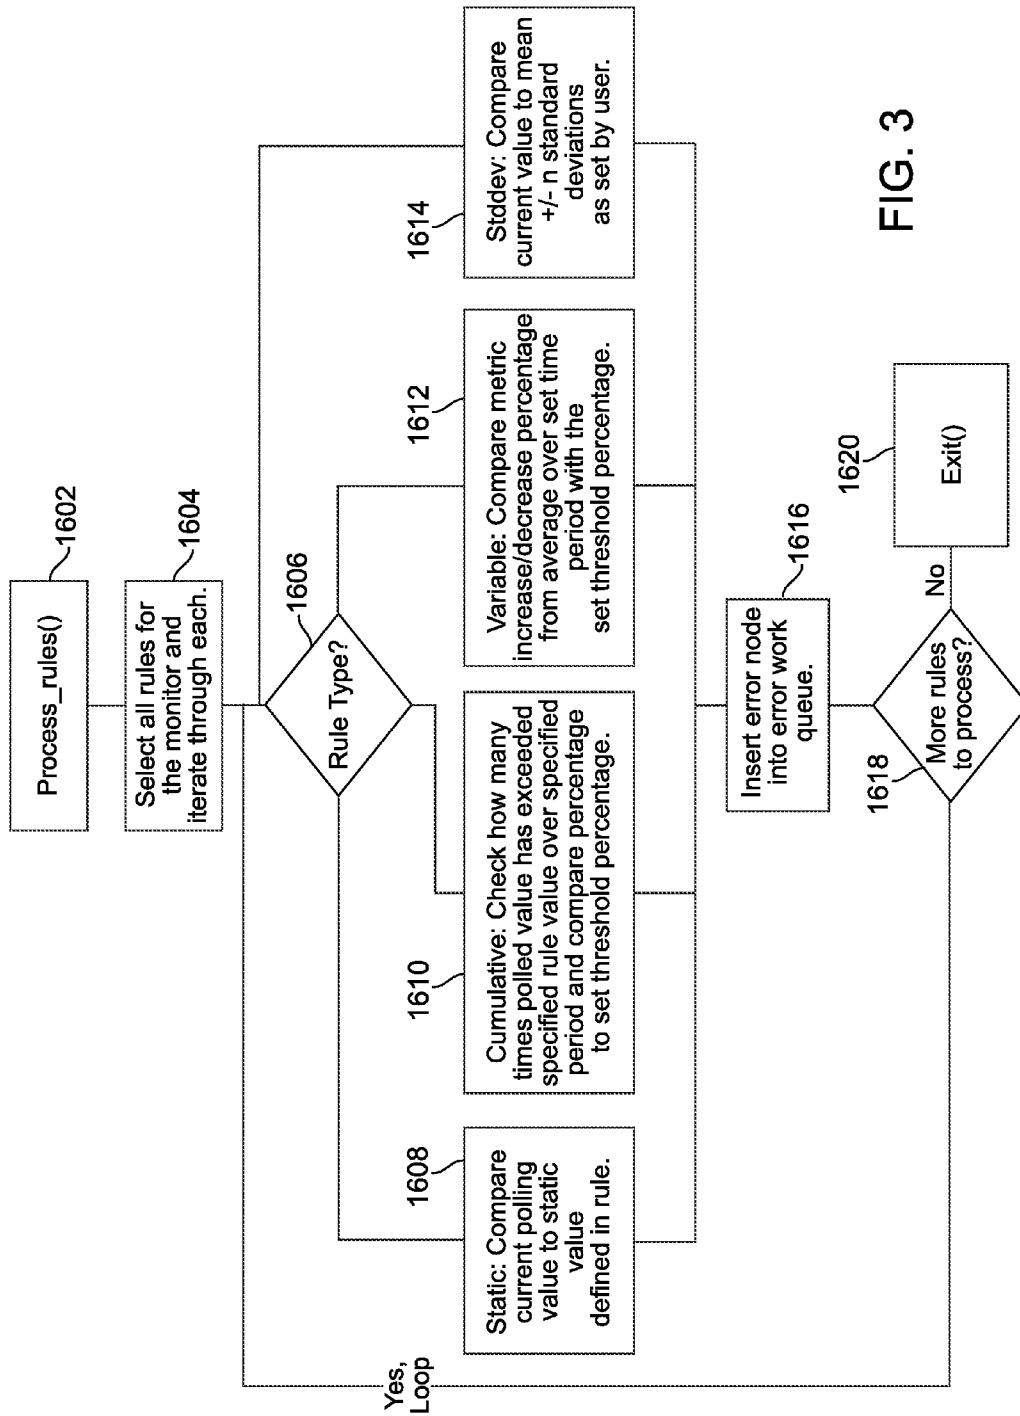 Process_rules()
1602
Select all rules for
the monitor and
iterate through each.
1604
Rule Type?
1606
Static: Compare
current polling
value to static
value
defined in rule.
1608
Cumulative: Check how many
times polled value has exceeded
specified rule value over specified
period and compare percentage
to set threshold percentage.
1610
Variable: Compare metric
increase/decrease percentage
from average over set time
period with the
set threshold percentage.
1612
Stddev: Compare
current value to mean
+/- n standard
deviations
as set by user.
1614
Insert error node
into error work
queue.
1616
More rules
to process?
1618
Yes,
Loop
No
Exit()
1620
FIG. 3